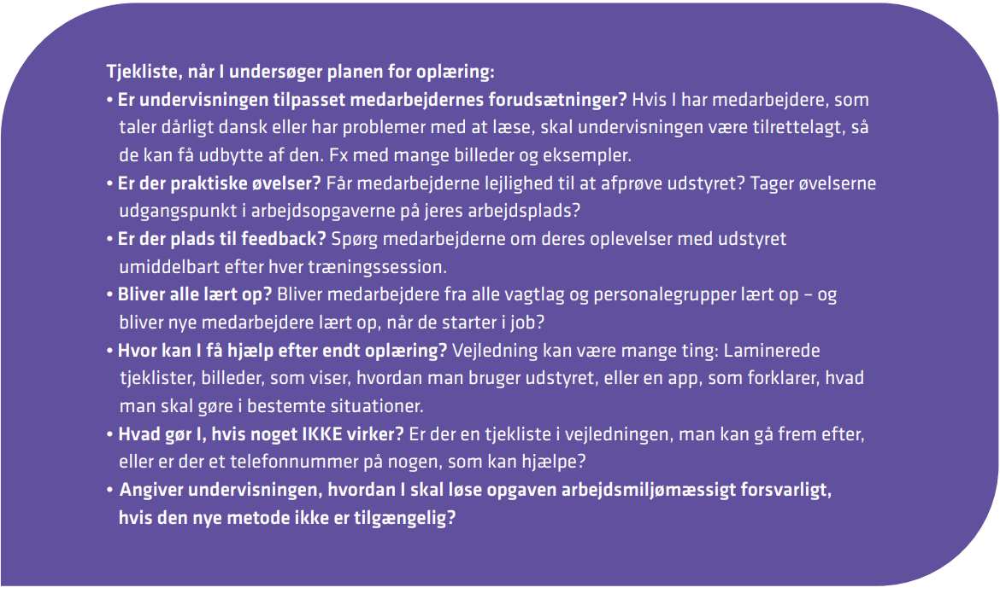 Tjekliste, når I undersøger planen for oplæring:
• Er undervisningen tilpasset medarbejdernes forudsætninger? Hvis I har medarbejdere, som
taler dårligt dansk eller har problemer med at læse, skal undervisningen være tilrettelagt, så
de kan få udbytte af den. Fx med mange billeder og eksempler.
• Er der praktiske øvelser? Får medarbejderne lejlighed til at afprøve udstyret? Tager øvelserne
udgangspunkt i arbejdsopgaverne på jeres arbejdsplads?
• Er der plads til feedback? Spørg medarbejderne om deres oplevelser med udstyret
umiddelbart efter hver træningssession.
• Bliver alle lært op? Bliver medarbejdere fra alle vagtlag og personalegrupper lært op – og
bliver nye medarbejdere lært op, når de starter i job?
• Hvor kan I få hjælp efter endt oplæring? Vejledning kan være mange ting: Laminerede
tjeklister, billeder, som viser, hvordan man bruger udstyret, eller en app, som forklarer, hvad
man skal gøre i bestemte situationer.
• Hvad gør I, hvis noget IKKE virker? Er der en tjekliste i vejledningen, man kan gå frem efter,
eller er der et telefonnummer på nogen, som kan hjælpe?
• Angiver undervisningen, hvordan I skal løse opgaven arbejdsmiljømæssigt forsvarligt,
hvis den nye metode ikke er tilgængelig?